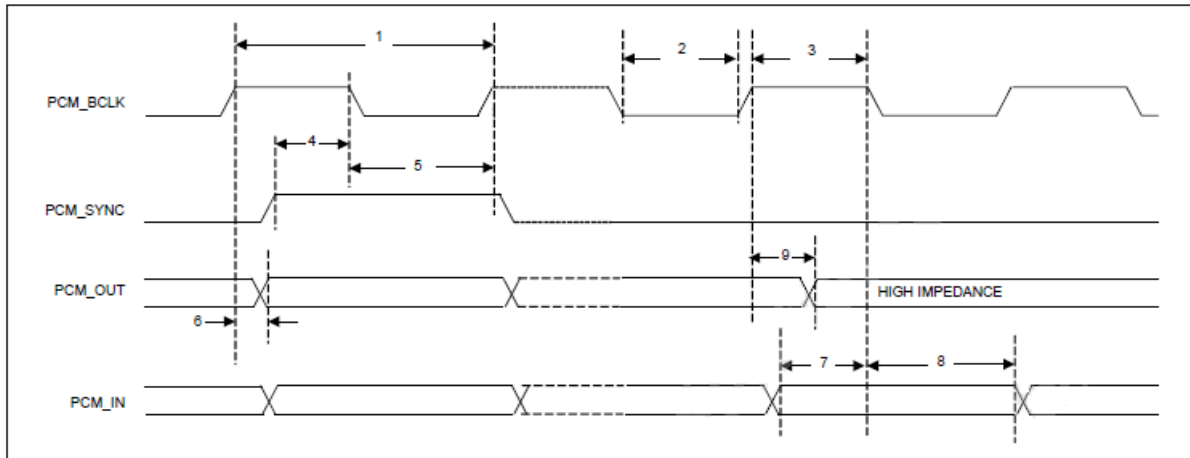 1
2
3
PCM_BCLK
4
5
PCM_SYNC
9
PCM_OUT
HIGH IMPEDANCE
6
7
8
PCM_IN